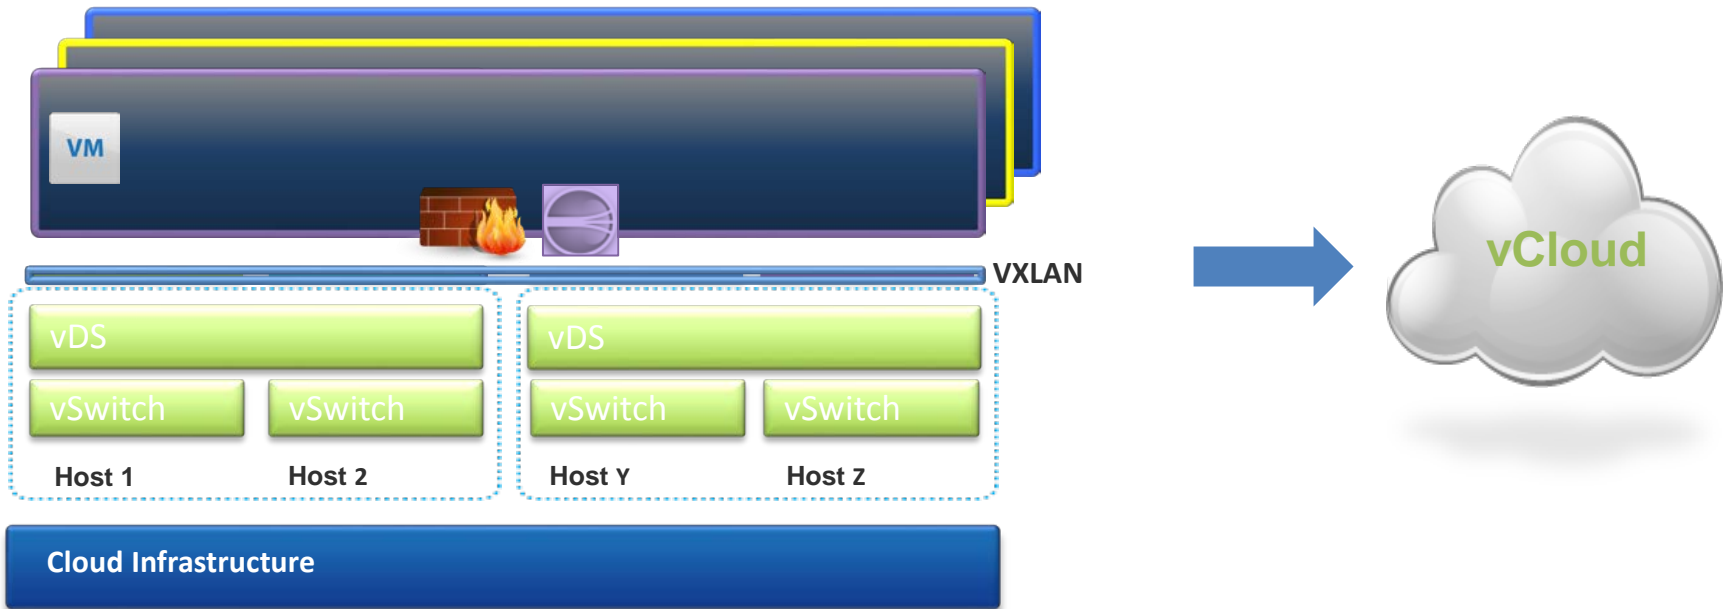 VM
VXLAN
vCloud
vDS
vDS
vSwitch
vSwitch
vSwitch
vSwitch
Host 1
Host 2
Host Y
Host Z
Cloud Infrastructure